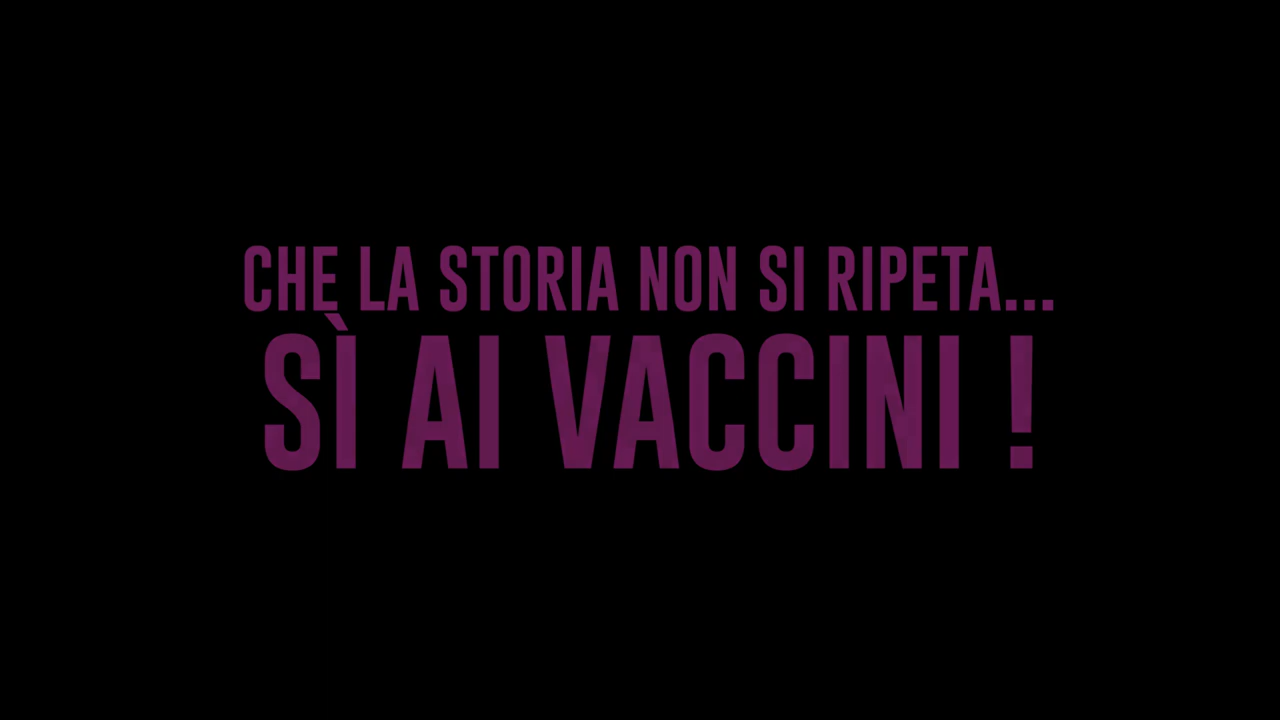 CHE LA STORIA NON SI RIPETA...
SÌ AI VACCINI !